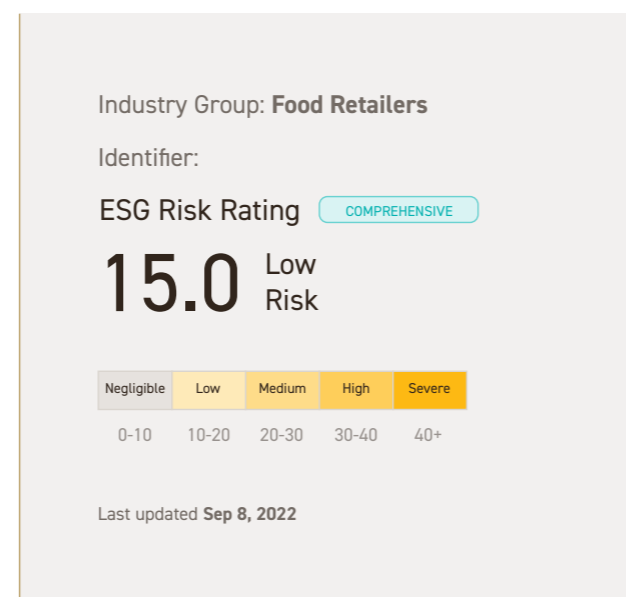 Industry Group: Food Retailers
Identifier:
ESG Risk Rating COMPREHENSIVE
15.0 Low
Risk
Negligible Low Medium High Severe
0-10 10-20 20-30 30-40 40+
Last updated Sep 8, 2022